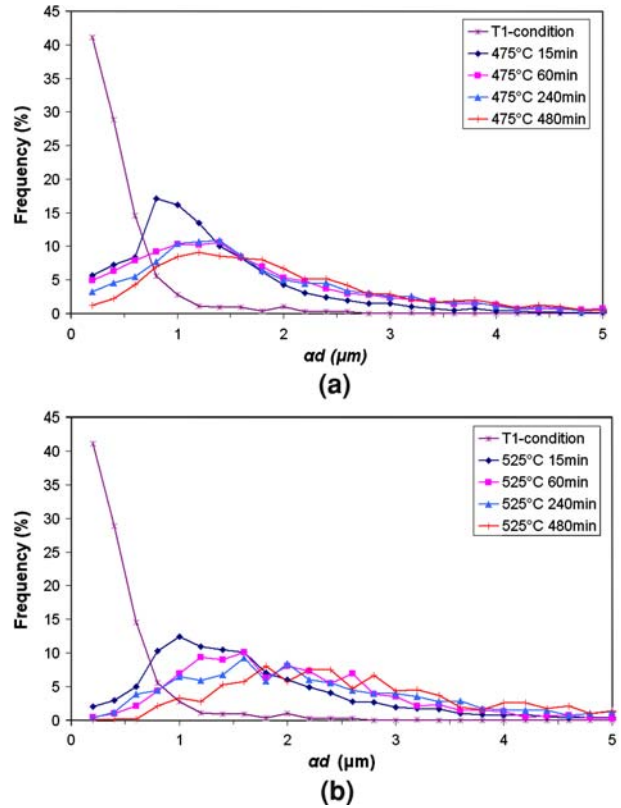 45
40
35
30
25
20
15
10
5
0
Frequency (%)
T1-condition
475°C 15min
475°C 60min
475°C 240min
475°C 480min
0 1 2 3 4 5
αd (μm)
(a)
45
40
35
30
25
20
15
10
5
0
Frequency (%)
T1-condition
525°C 15min
525°C 60min
525°C 240min
525°C 480min
0 1 2 3 4 5
αd (μm)
(b)